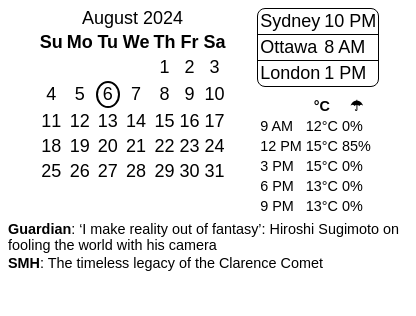 August 2024
Su Mo Tu We Th Fr Sa
1 2 3
4 5 6 7 8 9 10
11 12 13 14 15 16 17
18 19 20 21 22 23 24
25 26 27 28 29 30 31
Sydney 10 PM
Ottawa 8 AM
London 1 PM
°C ☂
9 AM 12°C 0%
12 PM 15°C 85%
3 PM 15°C 0%
6 PM 13°C 0%
9 PM 13°C 0%
Guardian: ‘I make reality out of fantasy’: Hiroshi Sugimoto on
fooling the world with his camera
SMH: The timeless legacy of the Clarence Comet